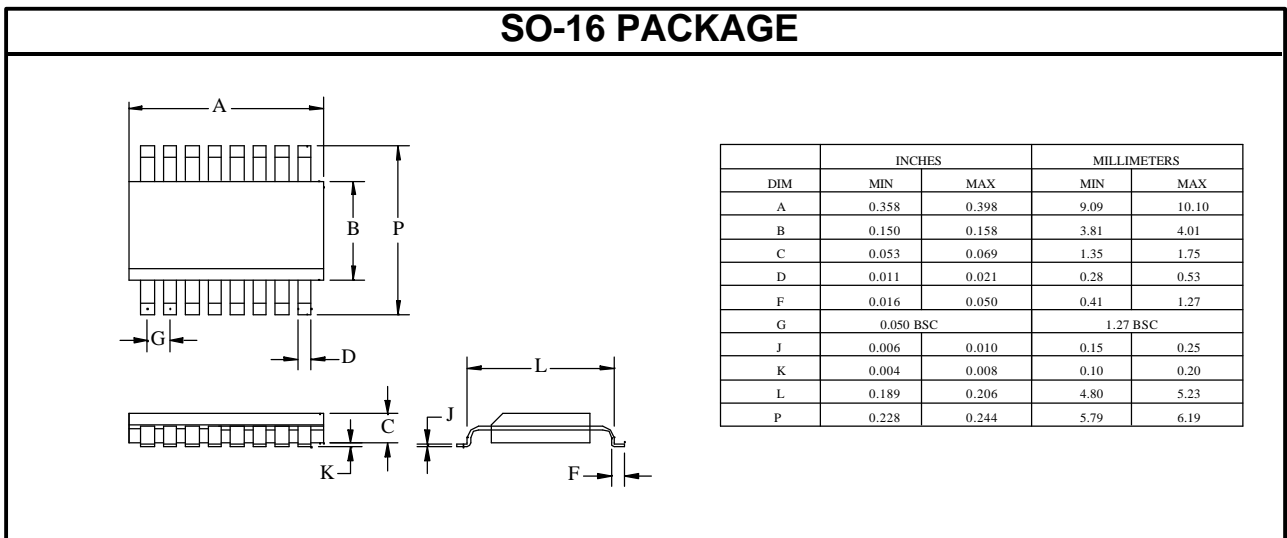 SO-16 PACKAGE
A
B
P
G
D
L
J
C
K
F
INCHES MILLIMETERS
DIM MIN MAX MIN MAX
A 0.358 0.398 9.09 10.10
B 0.150 0.158 3.81 4.01
C 0.053 0.069 1.35 1.75
D 0.011 0.021 0.28 0.53
F 0.016 0.050 0.41 1.27
G 0.050 BSC 1.27 BSC
J 0.006 0.010 0.15 0.25
K 0.004 0.008 0.10 0.20
L 0.189 0.206 4.80 5.23
P 0.228 0.244 5.79 6.19